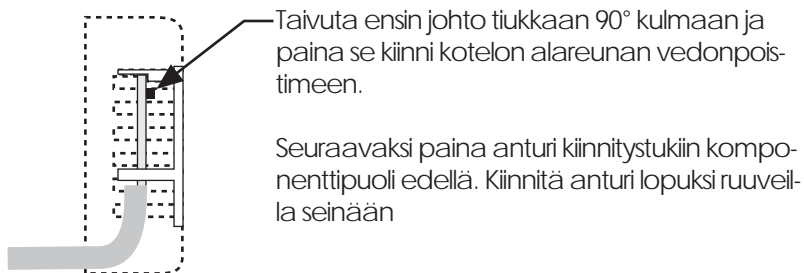 Taivuta ensin johto tiukkaan 90° kulmaan ja
paina se kiinni kotelon alareunan vedonpois-
timeen.
Seuraavaksi paina anturi kiinnitystukiin kompo-
nenttipuoli edellä. Kiinnitä anturi lopuksi ruuveil-
la seinään